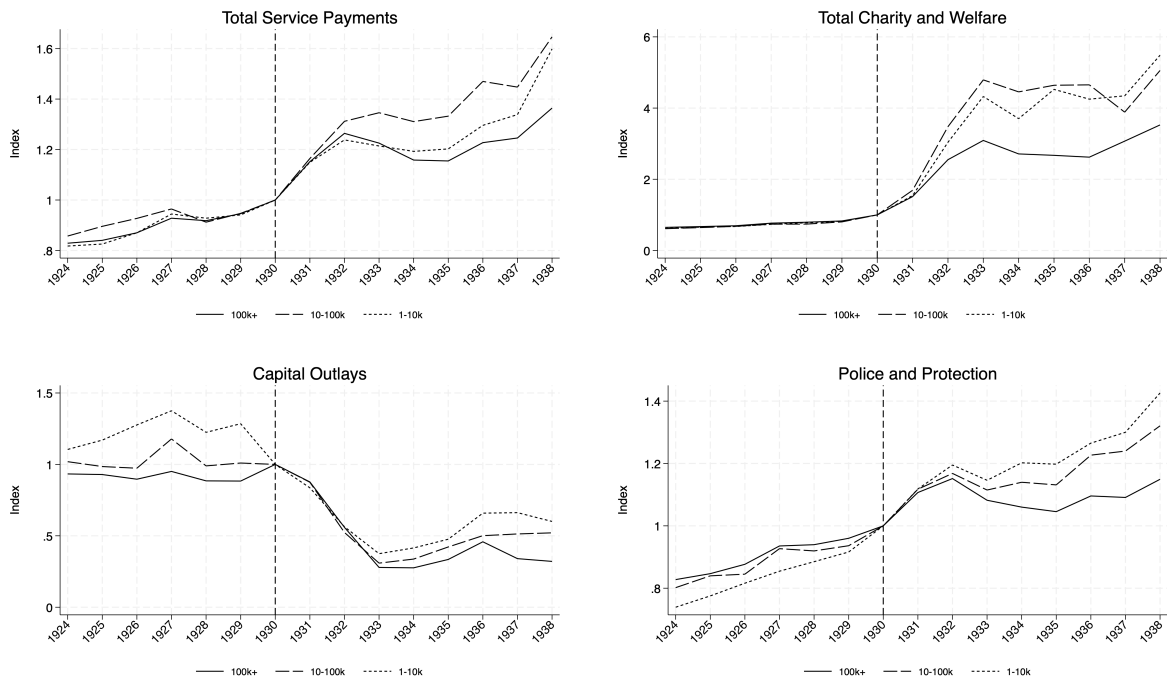 Total Service Payments
Index
1.6
1.4
1.2
1
.8
1924 1925 1926 1927 1928 1929 1930 1931 1932 1933 1934 1935 1936 1937 1938
100k+ 10-100k 1-10k
Total Charity and Welfare
Index
6
4
2
0
1924 1925 1926 1927 1928 1929 1930 1931 1932 1933 1934 1935 1936 1937 1938
100k+ 10-100k 1-10k
Capital Outlays
Index
1.5
1
.5
0
1924 1925 1926 1927 1928 1929 1930 1931 1932 1933 1934 1935 1936 1937 1938
100k+ 10-100k 1-10k
Police and Protection
Index
1.4
1.2
1
.8
1924 1925 1926 1927 1928 1929 1930 1931 1932 1933 1934 1935 1936 1937 1938
100k+ 10-100k 1-10k